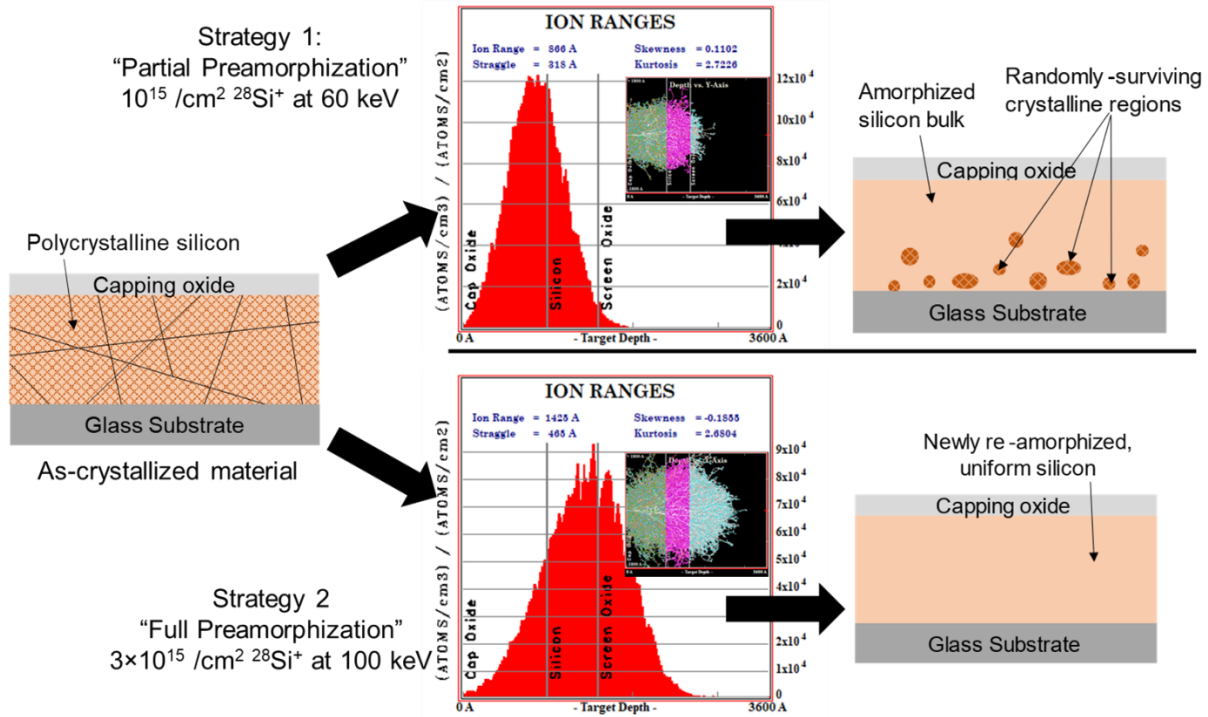 Strategy 1:
“Partial Preamorphization”
10¹⁵ /cm² ²⁸Si⁺ at 60 keV
ION RANGES
Ion Range = 866 A
Skewness = 0.1102
Straggle = 318 A
Kurtosis = 2.7226
(ATOMS/cm3) / (ATOMS/cm2)
12x10⁴
10x10⁴
8x10⁴
6x10⁴
4x10⁴
2x10⁴
0
Depth vs. Y-Axis
Cap Oxide
Silicon
Screen Oxide
0 A
- Target Depth -
3600 A
Amorphized
silicon bulk
Randomly-surviving
crystalline
regions
Capping oxide
Glass Substrate
Polycrystalline silicon
Capping oxide
Glass Substrate
As-crystallized material
Strategy 2
“Full Preamorphization”
3×10¹⁵ /cm² ²⁸Si⁺ at 100 keV
ION RANGES
Ion Range = 1425 A
Skewness = -0.1855
Straggle = 465 A
Kurtosis = 2.6804
(ATOMS/cm3) / (ATOMS/cm2)
9x10⁴
8x10⁴
7x10⁴
6x10⁴
5x10⁴
4x10⁴
3x10⁴
2x10⁴
1x10⁴
0
Cap Oxide
Silicon
Screen Oxide
0 A
- Target Depth -
3600 A
Newly re-amorphized,
uniform silicon
Capping oxide
Glass Substrate